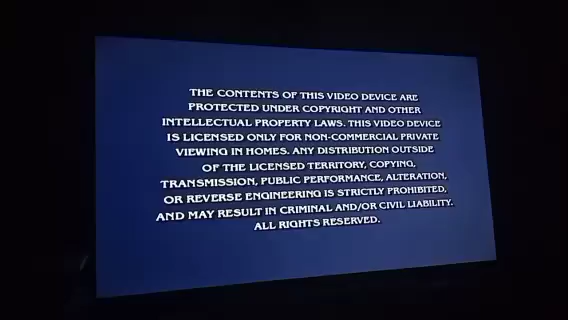 THE CONTENTS OF THIS VIDEO DEVICE ARE
PROTECTED UNDER COPYRIGHT AND OTHER
INTELLECTUAL PROPERTY LAWS. THIS VIDEO DEVICE
IS LICENSED ONLY FOR NON-COMMERCIAL PRIVATE
VIEWING IN HOMES. ANY DISTRIBUTION OUTSIDE
OF THE LICENSED TERRITORY, COPYING,
TRANSMISSION, PUBLIC PERFORMANCE, ALTERATION,
OR REVERSE ENGINEERING IS STRICTLY PROHIBITED,
AND MAY RESULT IN CRIMINAL AND/OR CIVIL LIABILITY.
ALL RIGHTS RESERVED.